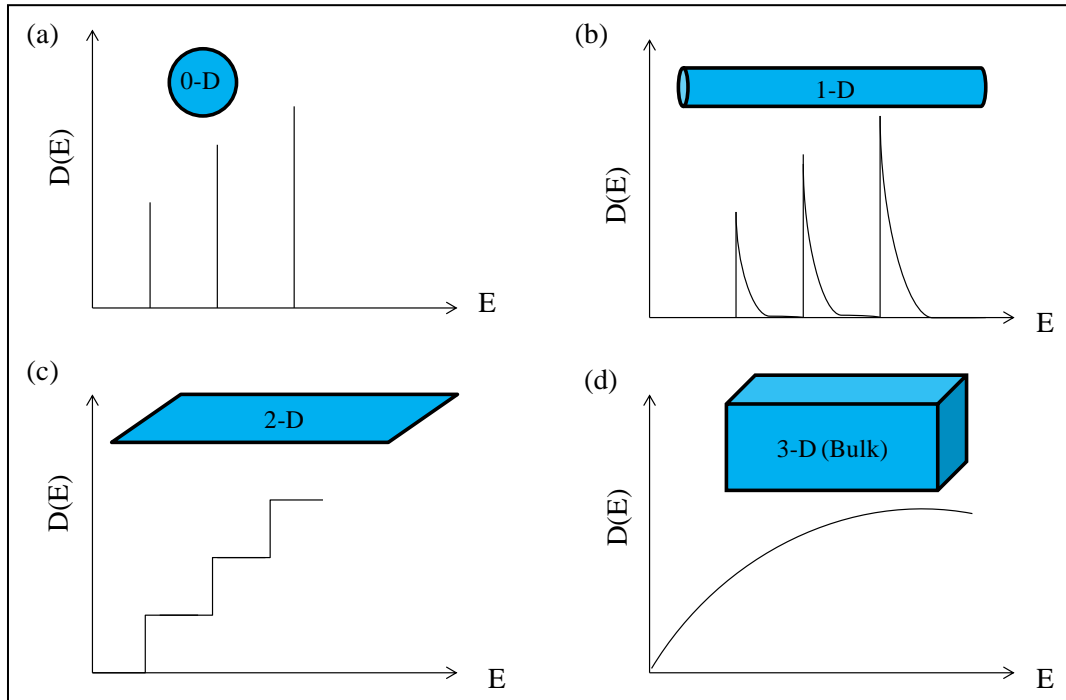 (a)
0-D
D(E)
E
(b)
1-D
D(E)
E
(c)
2-D
D(E)
E
(d)
3-D (Bulk)
D(E)
E